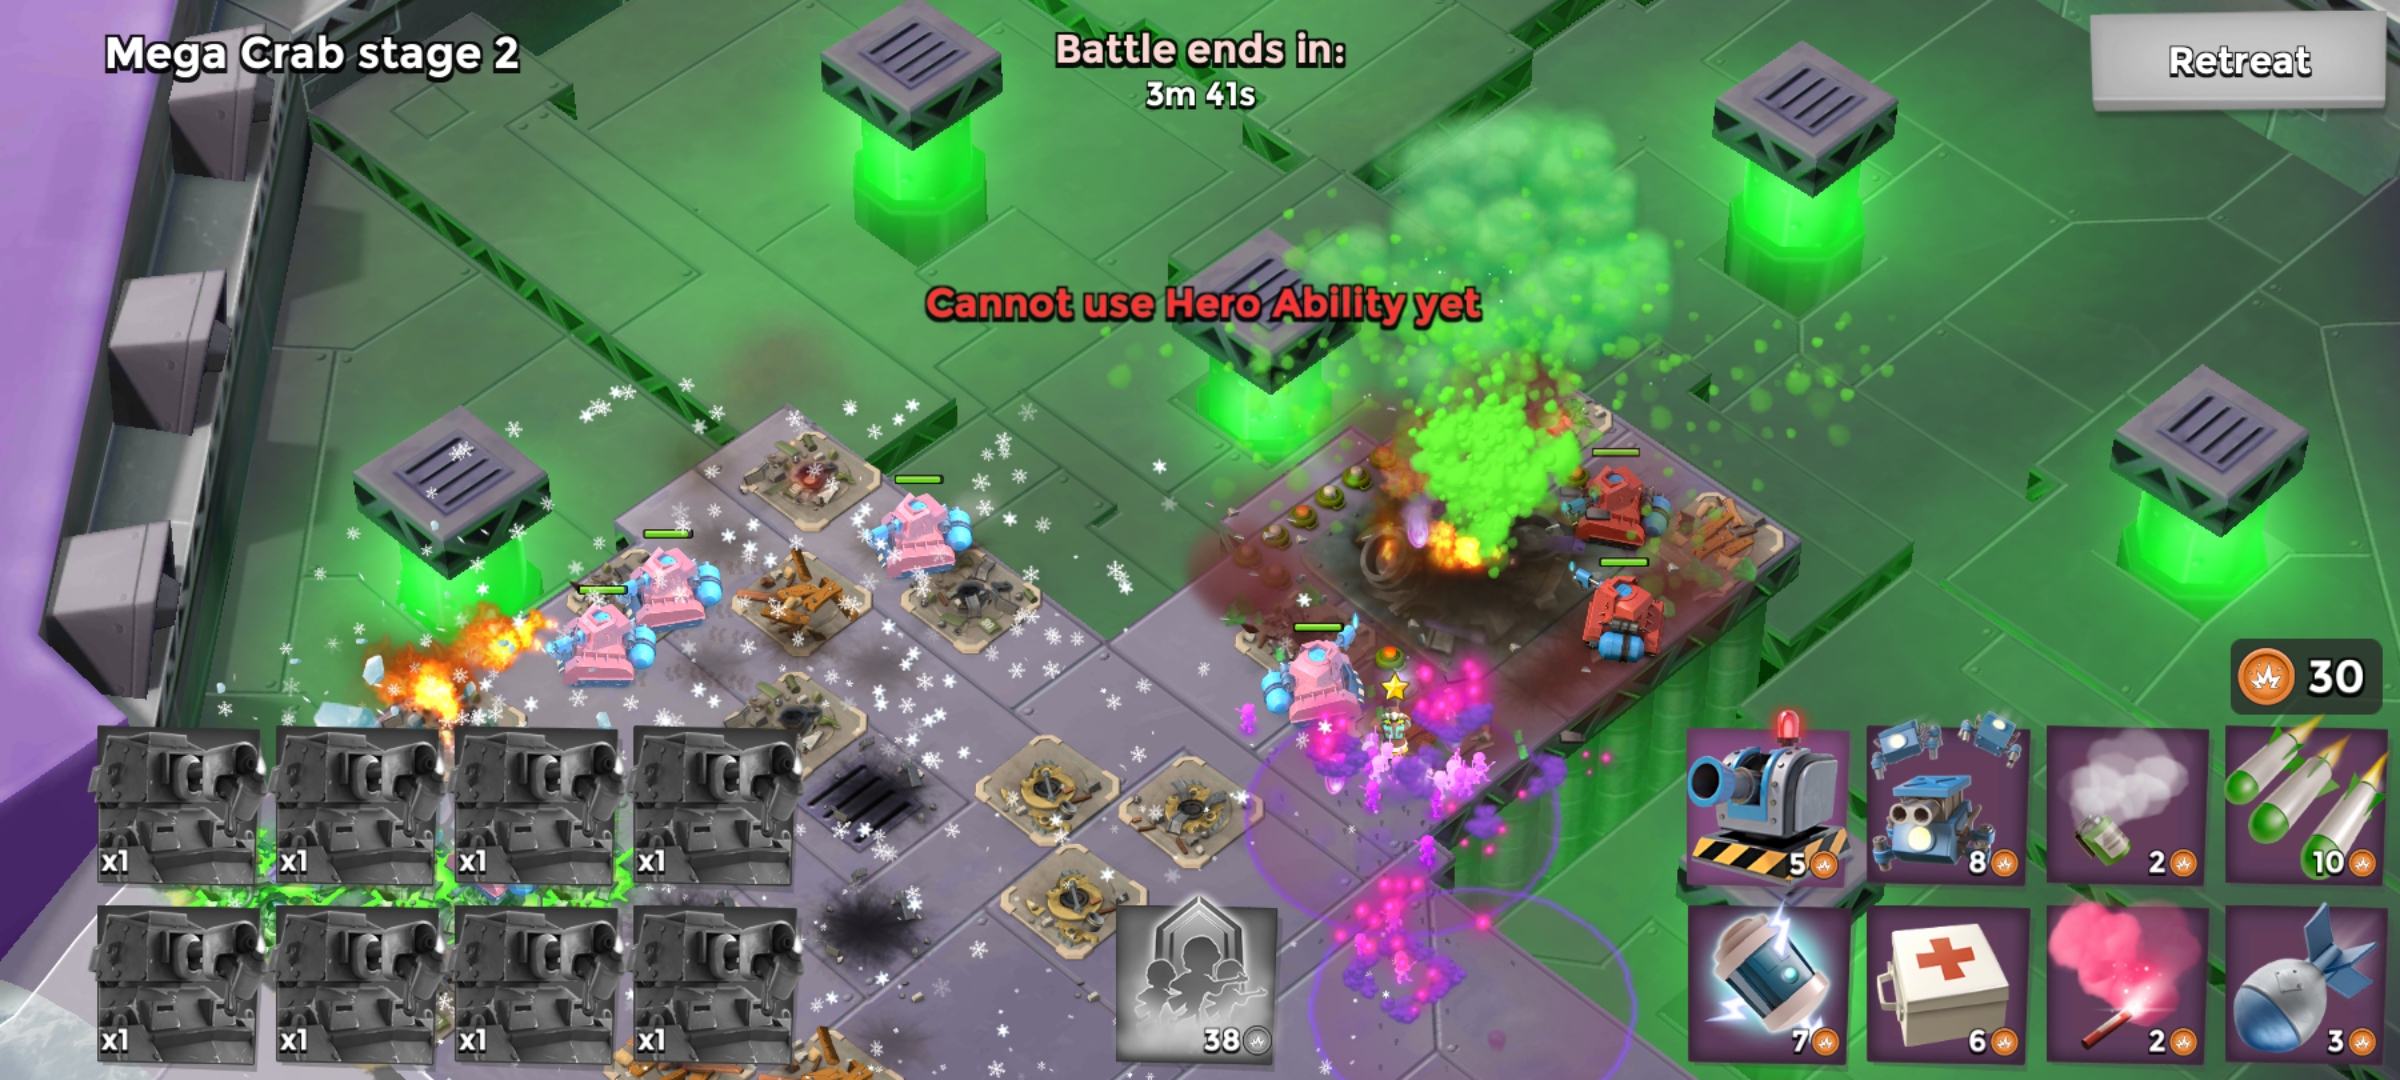 Mega Crab stage 2
Battle ends in:
3m 41s
Retreat
Cannot use Hero Ability yet
30
x1
x1
x1
x1
5
8
2
10
x1
x1
x1
x1
38
7
6
2
3